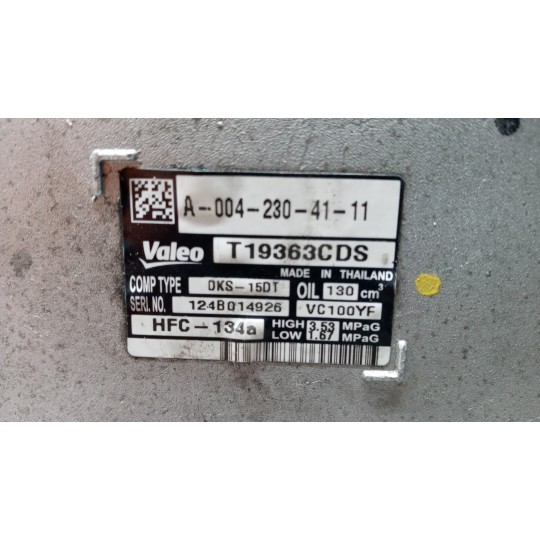 A-004-230-41-11
Valeo T19363CDS
MADE IN THAILAND
COMP TYPE DKS-15DT OIL 130 cm³
SERI.NO. 124B014926 VC100YF
HFC-134a HIGH 3.53 MPaG
LOW 1.67 MPaG